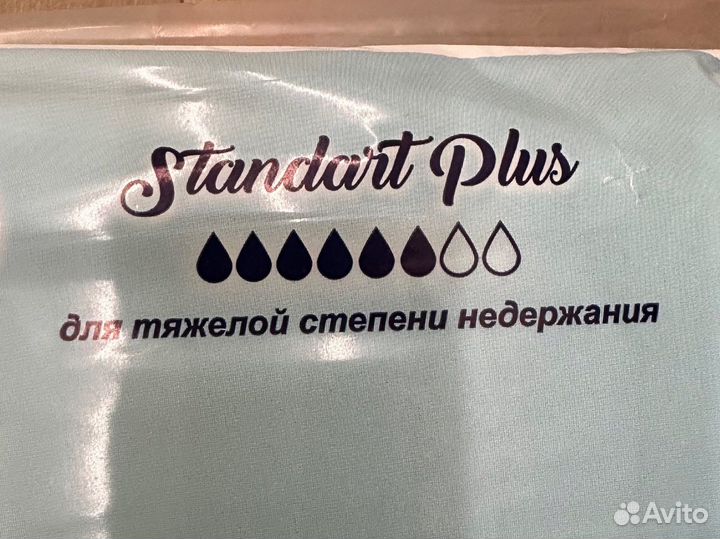 Standart Plus
для тяжелой степени недержания
Avito